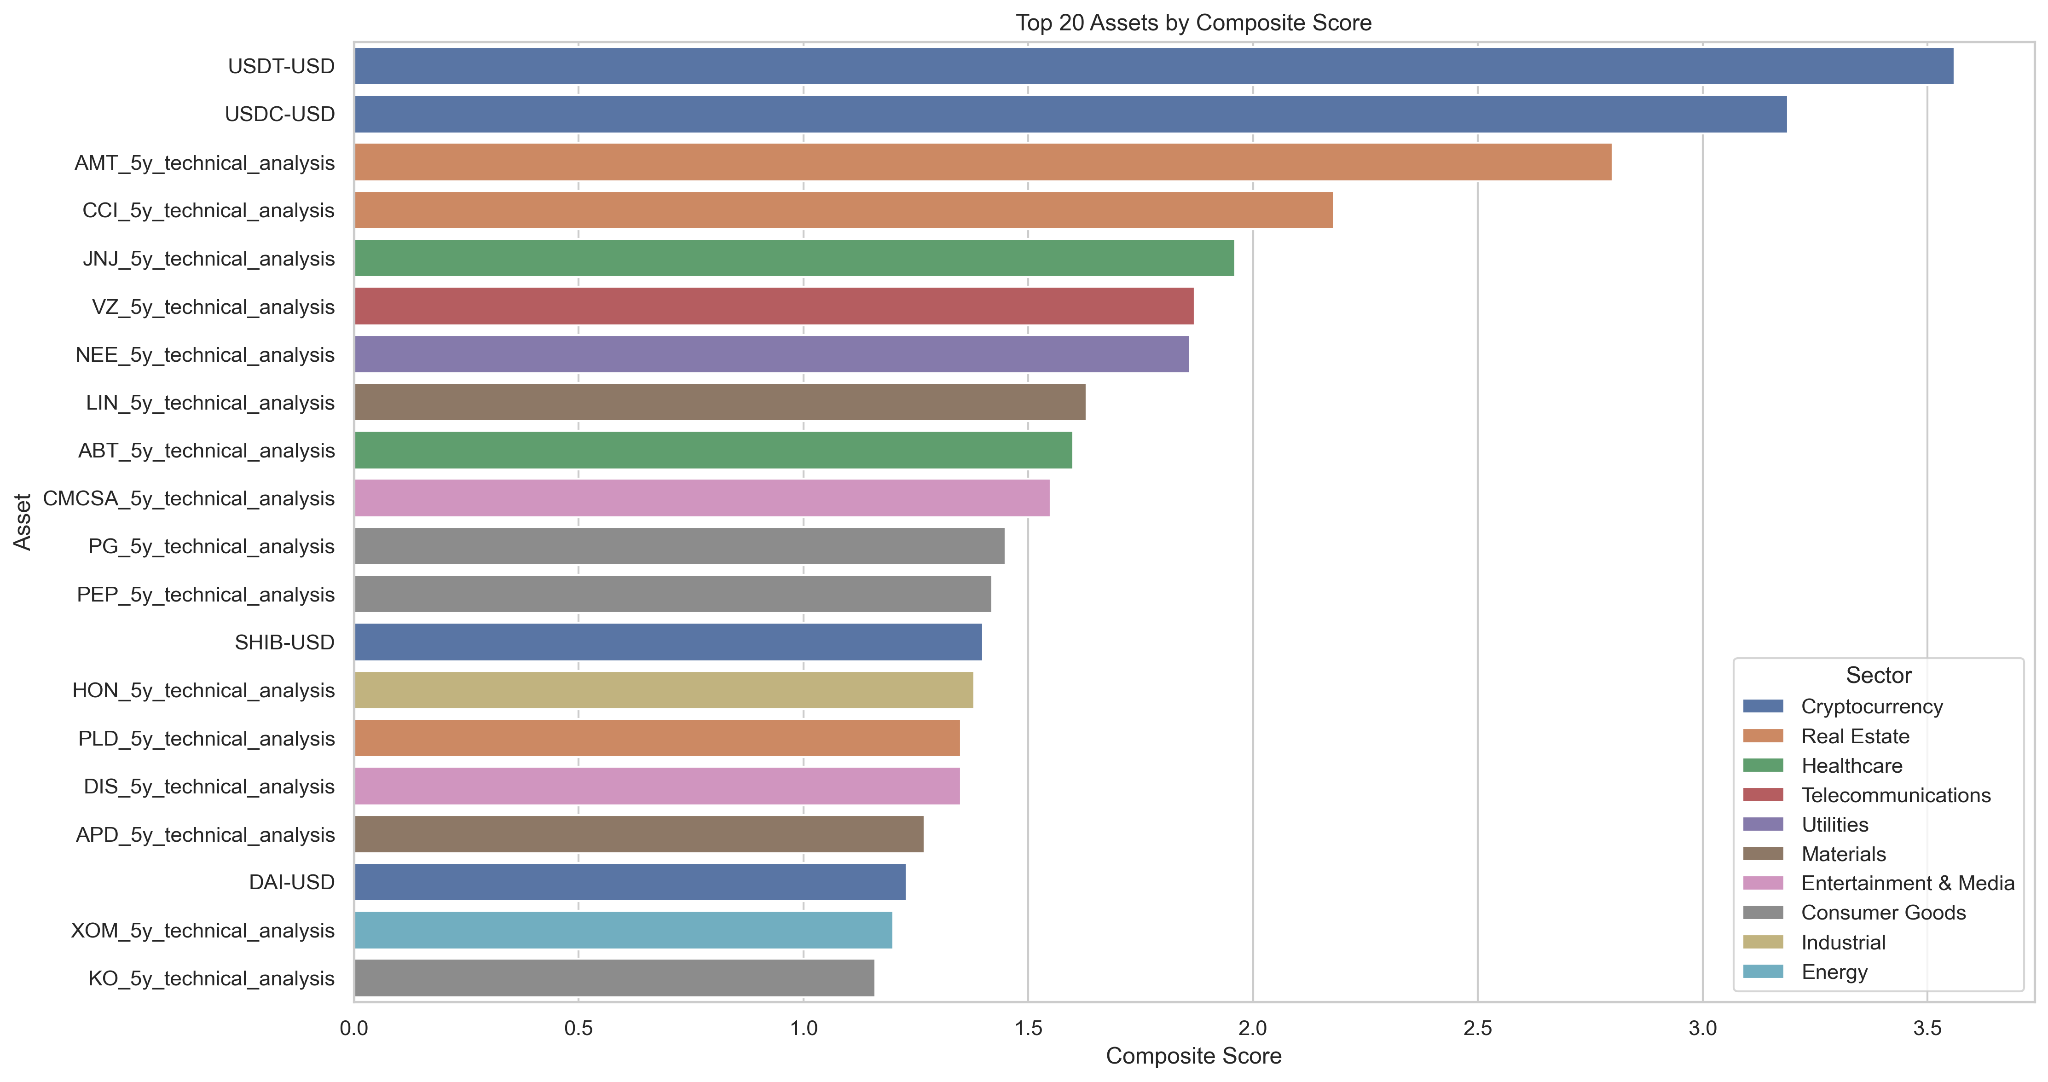 Top 20 Assets by Composite Score
USDT-USD
USDC-USD
AMT_5y_technical_analysis
CCI_5y_technical_analysis
JNJ_5y_technical_analysis
VZ_5y_technical_analysis
NEE_5y_technical_analysis
LIN_5y_technical_analysis
ABT_5y_technical_analysis
CMCSA_5y_technical_analysis
PG_5y_technical_analysis
PEP_5y_technical_analysis
SHIB-USD
HON_5y_technical_analysis
PLD_5y_technical_analysis
DIS_5y_technical_analysis
APD_5y_technical_analysis
DAI-USD
XOM_5y_technical_analysis
KO_5y_technical_analysis
Asset
Sector
Cryptocurrency
Real Estate
Healthcare
Telecommunications
Utilities
Materials
Entertainment & Media
Consumer Goods
Industrial
Energy
0.0 0.5 1.0 1.5 2.0 2.5 3.0 3.5
Composite Score